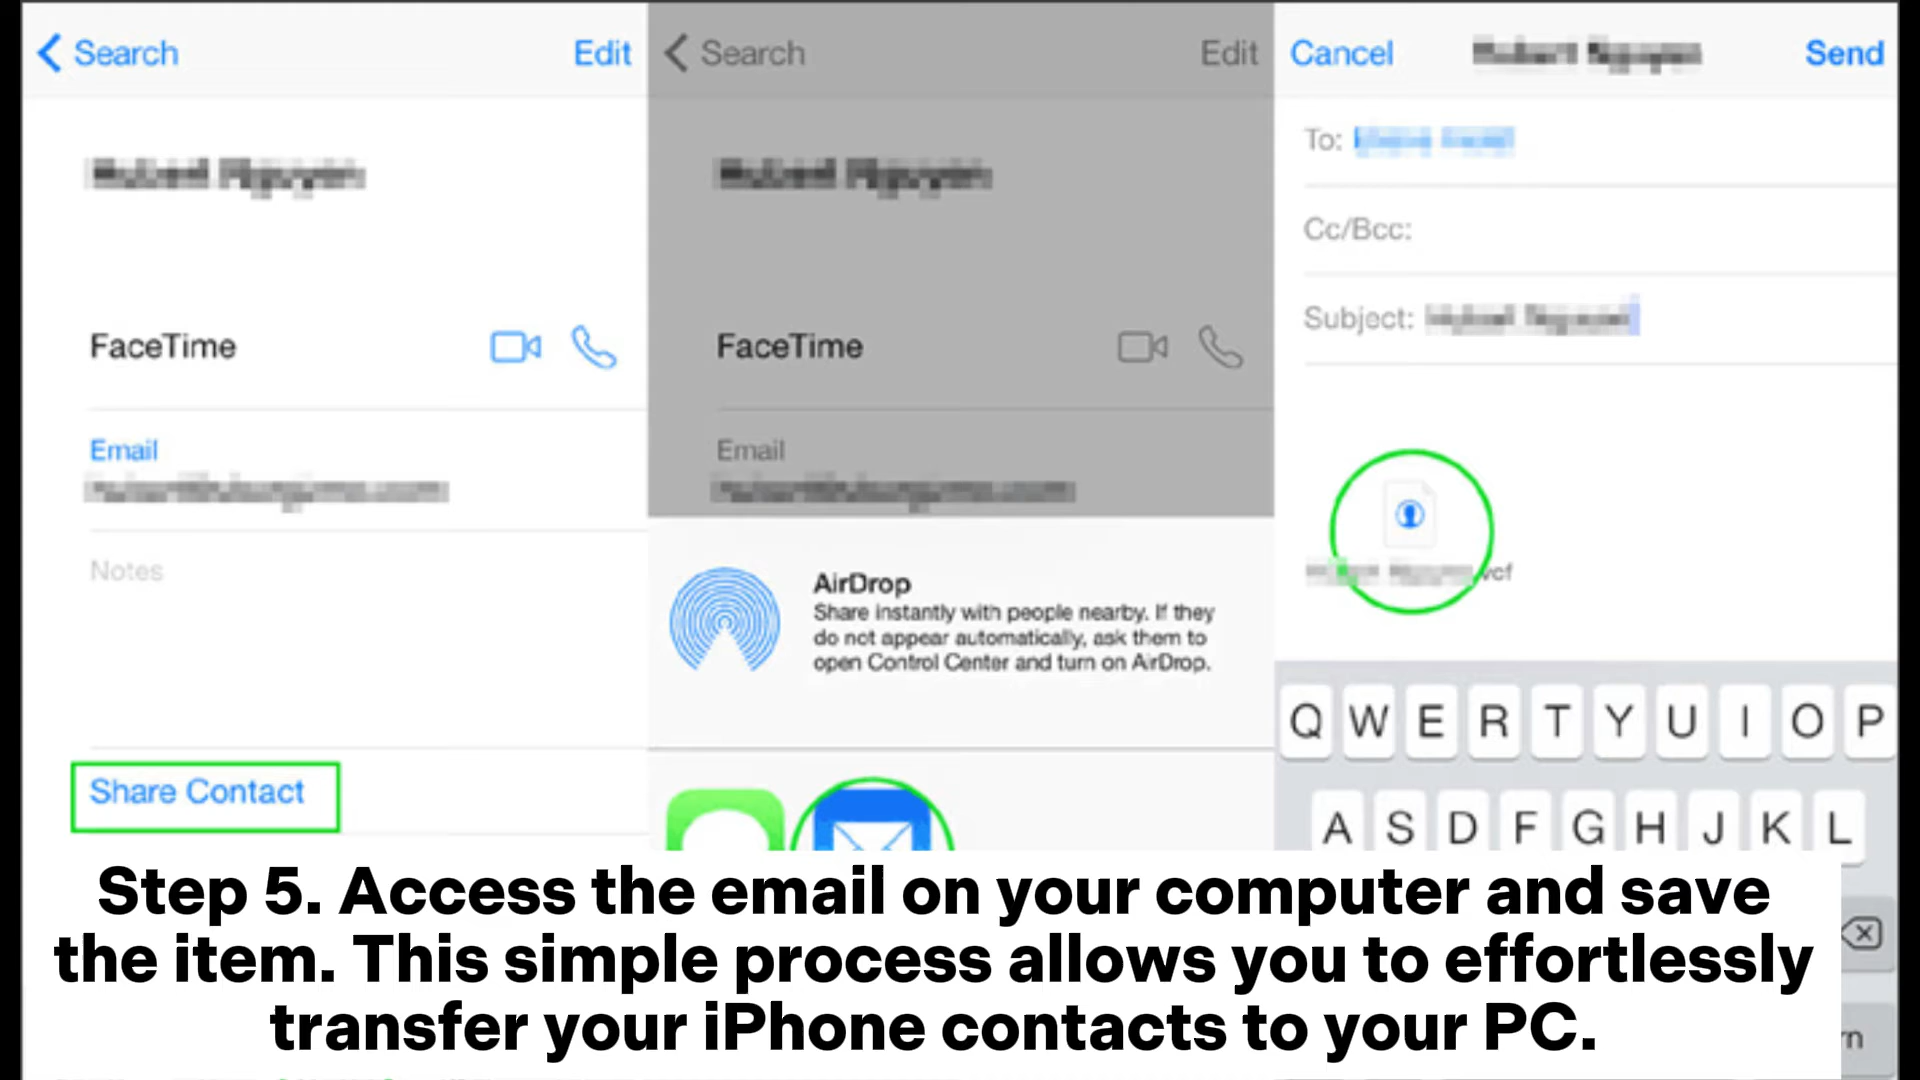 Search
Edit
FaceTime
Email
Notes
Share Contact
Search
Edit
FaceTime
Email
AirDrop
Share instantly with people nearby. If they
do not appear automatically, ask them to
open Control Center and turn on AirDrop.
Cancel
Send
To:
Cc/Bcc:
Subject:
.vcf
Q W E R T Y U I O P
A S D F G H J K L
Step 5. Access the email on your computer and save
the item. This simple process allows you to effortlessly
transfer your iPhone contacts to your PC.